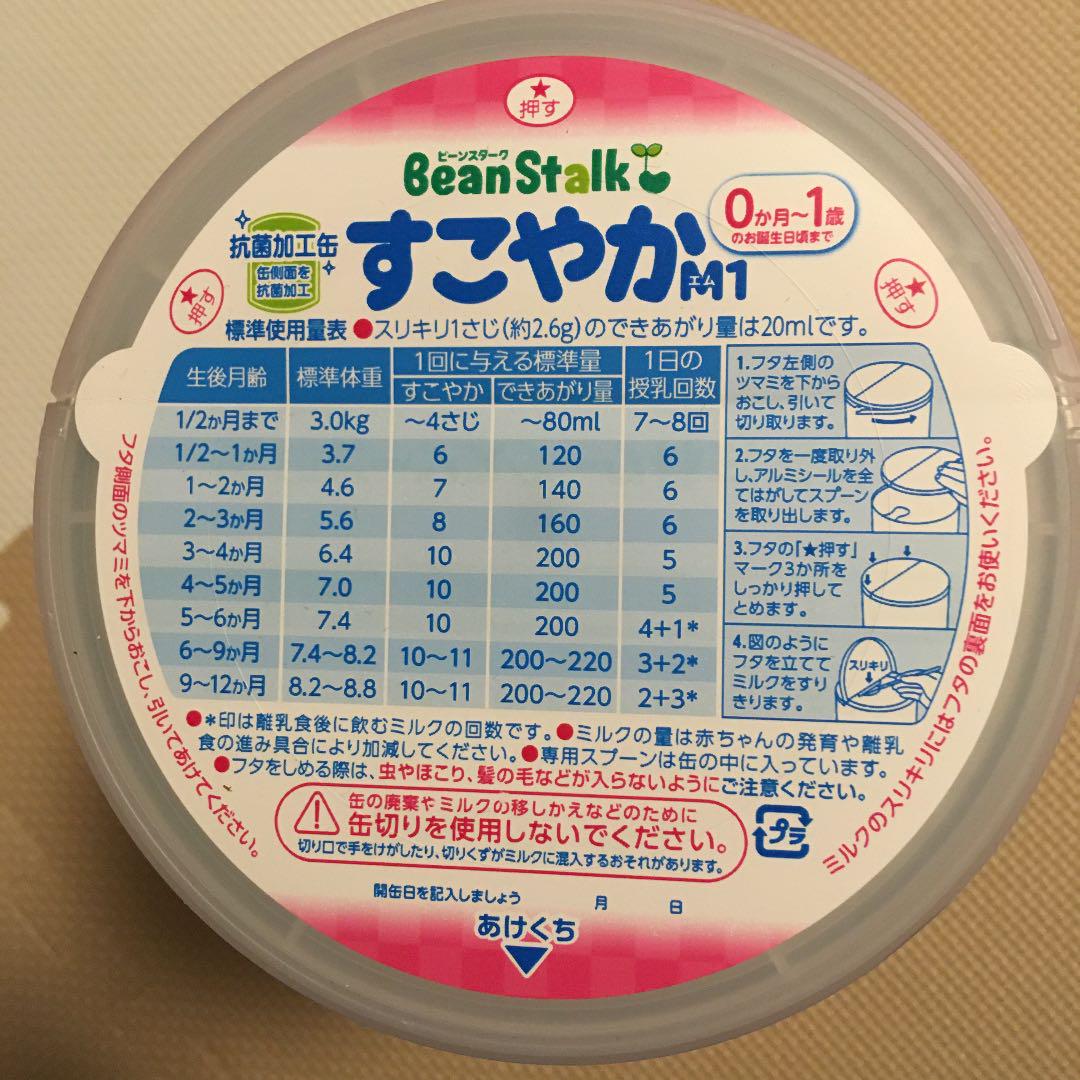 ★
押す
ビーンスターク
BeanStalk
0か月〜1歳
のお誕生日頃まで
抗菌加工缶
缶側面を
抗菌加工
すこやかM1
エム
★押す
★押す
標準使用量表 ●スリキリ1さじ(約2.6g)のできあがり量は20mlです。
生後月齢 標準体重 1回に与える標準量 1日の授乳回数
すこやか できあがり量
1/2か月まで 3.0kg 〜4さじ 〜80ml 7〜8回
1/2〜1か月 3.7 6 120 6
1〜2か月 4.6 7 140 6
2〜3か月 5.6 8 160 6
3〜4か月 6.4 10 200 5
4〜5か月 7.0 10 200 5
5〜6か月 7.4 10 200 4+1*
6〜9か月 7.4〜8.2 10〜11 200〜220 3+2*
9〜12か月 8.2〜8.8 10〜11 200〜220 2+3*
1.フタ左側の
ツマミを下から
おこし、引いて
切り取ります。
2.フタを一度取り外
し、アルミシールを全
てはがしてスプーン
を取り出します。
3.フタの「★押す」
マーク3か所を
しっかり押して
とめます。
4.図のように
フタを立てて
ミルクをすり
きります。
スリキリ
●*印は離乳食後に飲むミルクの回数です。●ミルクの量は赤ちゃんの発育や離乳
食の進み具合により加減してください。●専用スプーンは缶の中に入っています。
●フタをしめる際は、虫やほこり、髪の毛などが入らないようにご注意ください。
缶の廃棄やミルクの移しかえなどのために
缶切りを使用しないでください。
切り口で手をけがしたり、切りくずがミルクに混入するおそれがあります。
プラ
開缶日を記入しましょう 月 日
あけくち
フタ側面のツマミを下からおこし、引いてあけてください。
ミルクのスリキリにはフタの裏面をお使いください。